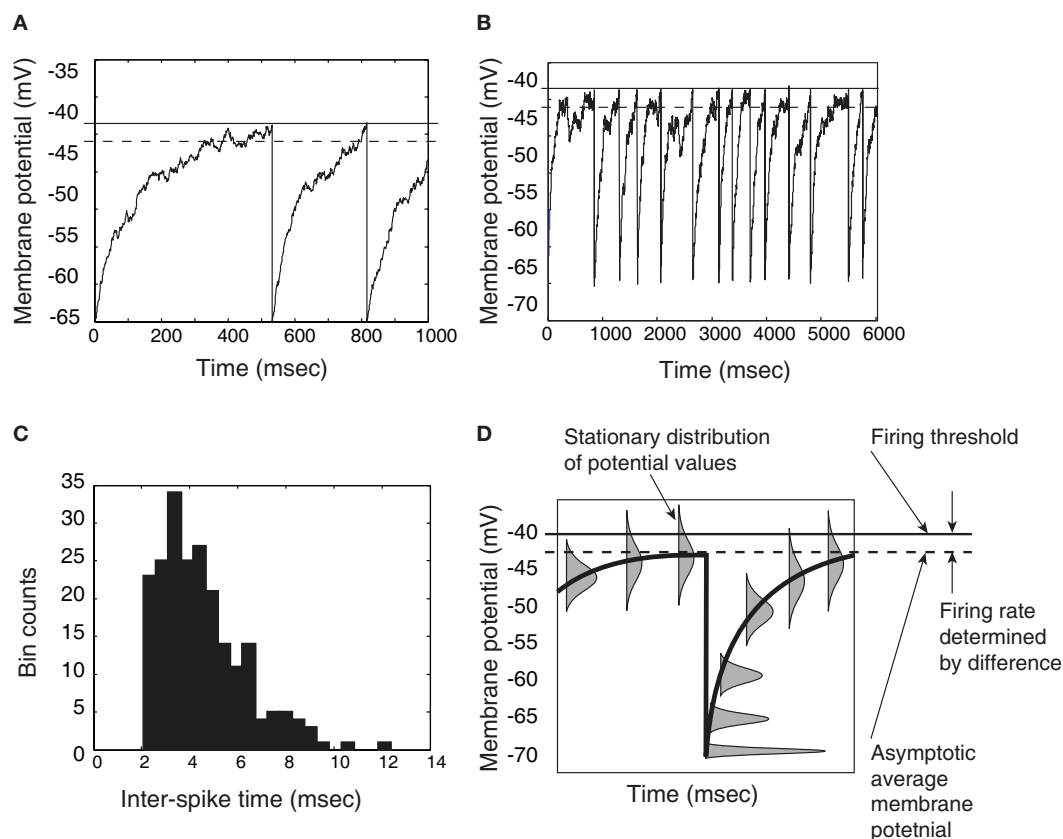 A
-35
-40
-45
-50
-55
-60
-65
Membrane potential (mV)
0 200 400 600 800 1000
Time (msec)
B
-40
-45
-50
-55
-60
-65
-70
Membrane potential (mV)
0 1000 2000 3000 4000 5000 6000
Time (msec)
C
35
30
25
20
15
10
5
0
Bin counts
0 2 4 6 8 10 12 14
Inter-spike time (msec)
D
Stationary distribution
of potential values
Firing threshold
-40
-45
-50
-55
-60
-65
-70
Membrane potential (mV)
Time (msec)
Firing rate
determined
by difference
Asymptotic
average
membrane
potetnial